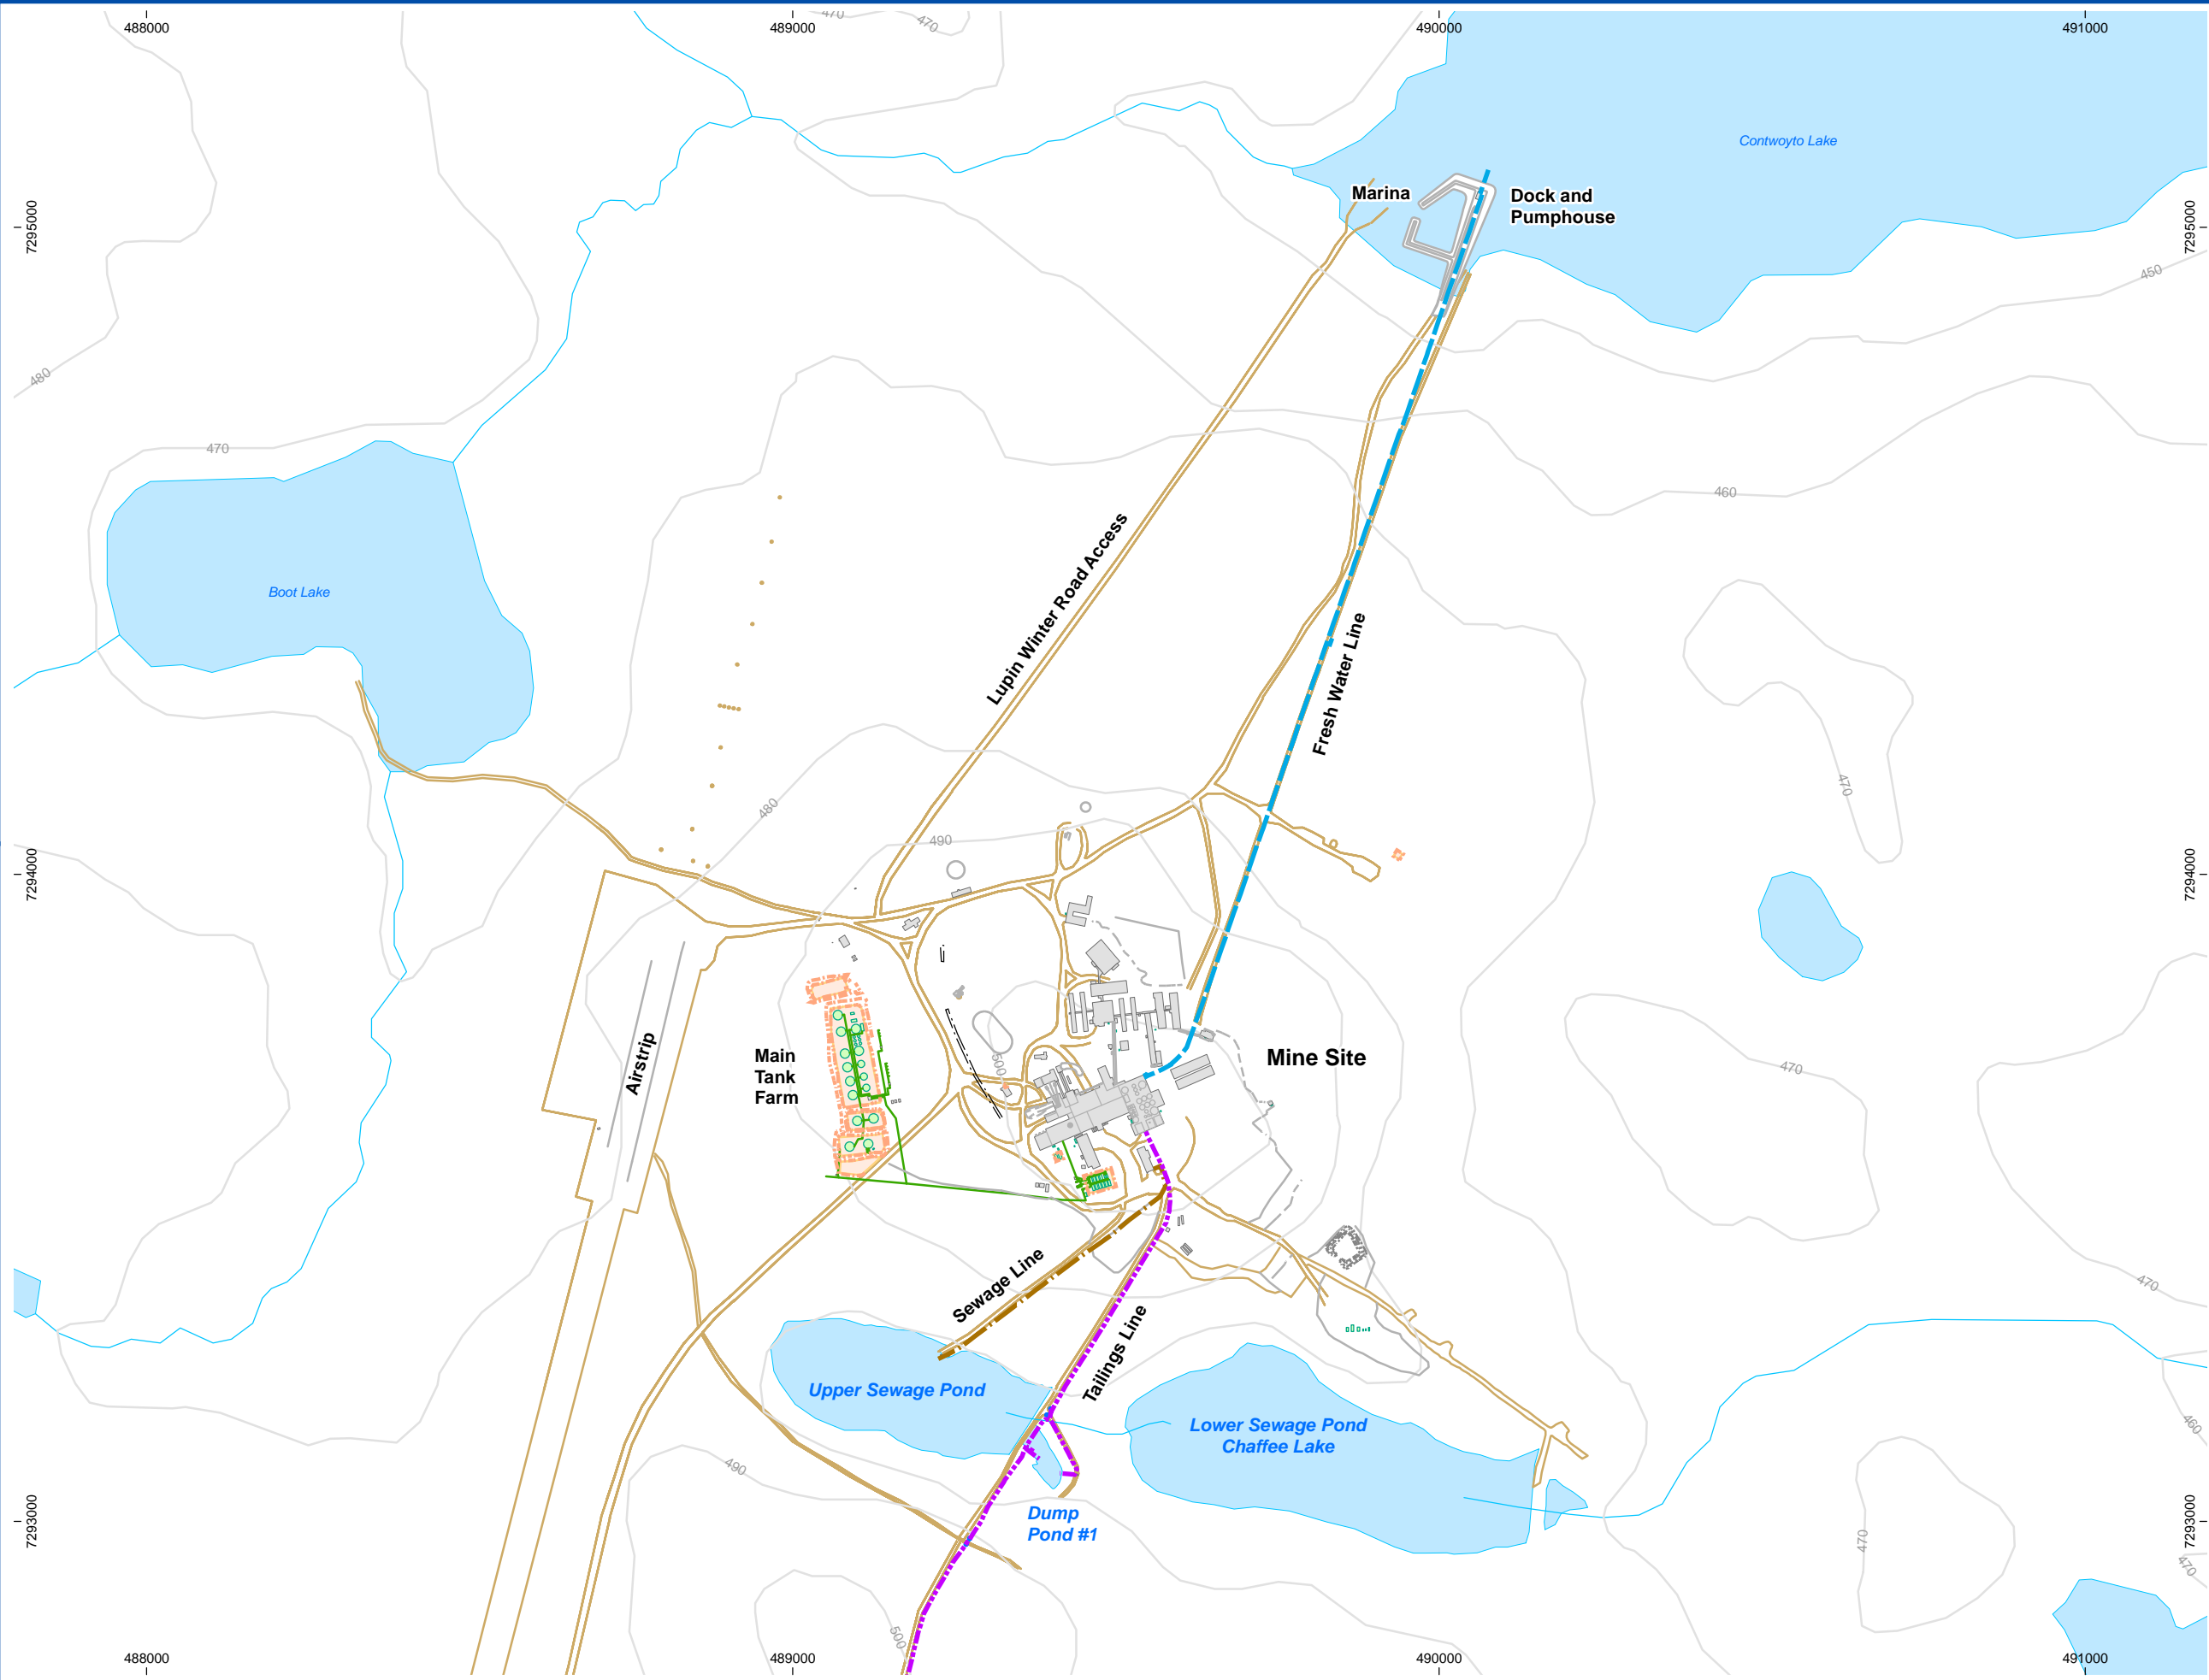 488000
489000
490000
491000
470
470
Contwoyto Lake
Marina
Dock and
Pumphouse
7295000
7295000
450
480
470
460
Lupin Winter Road Access
Boot Lake
Fresh Water Line
480
470
490
7294000
7294000
Airstrip
Main
Tank
Farm
500
Mine Site
470
Sewage Line
470
Tailings Line
Upper Sewage Pond
Lower Sewage Pond
Chaffee Lake
460
490
Dump
Pond #1
7293000
7293000
470
470
500
488000
489000
490000
491000